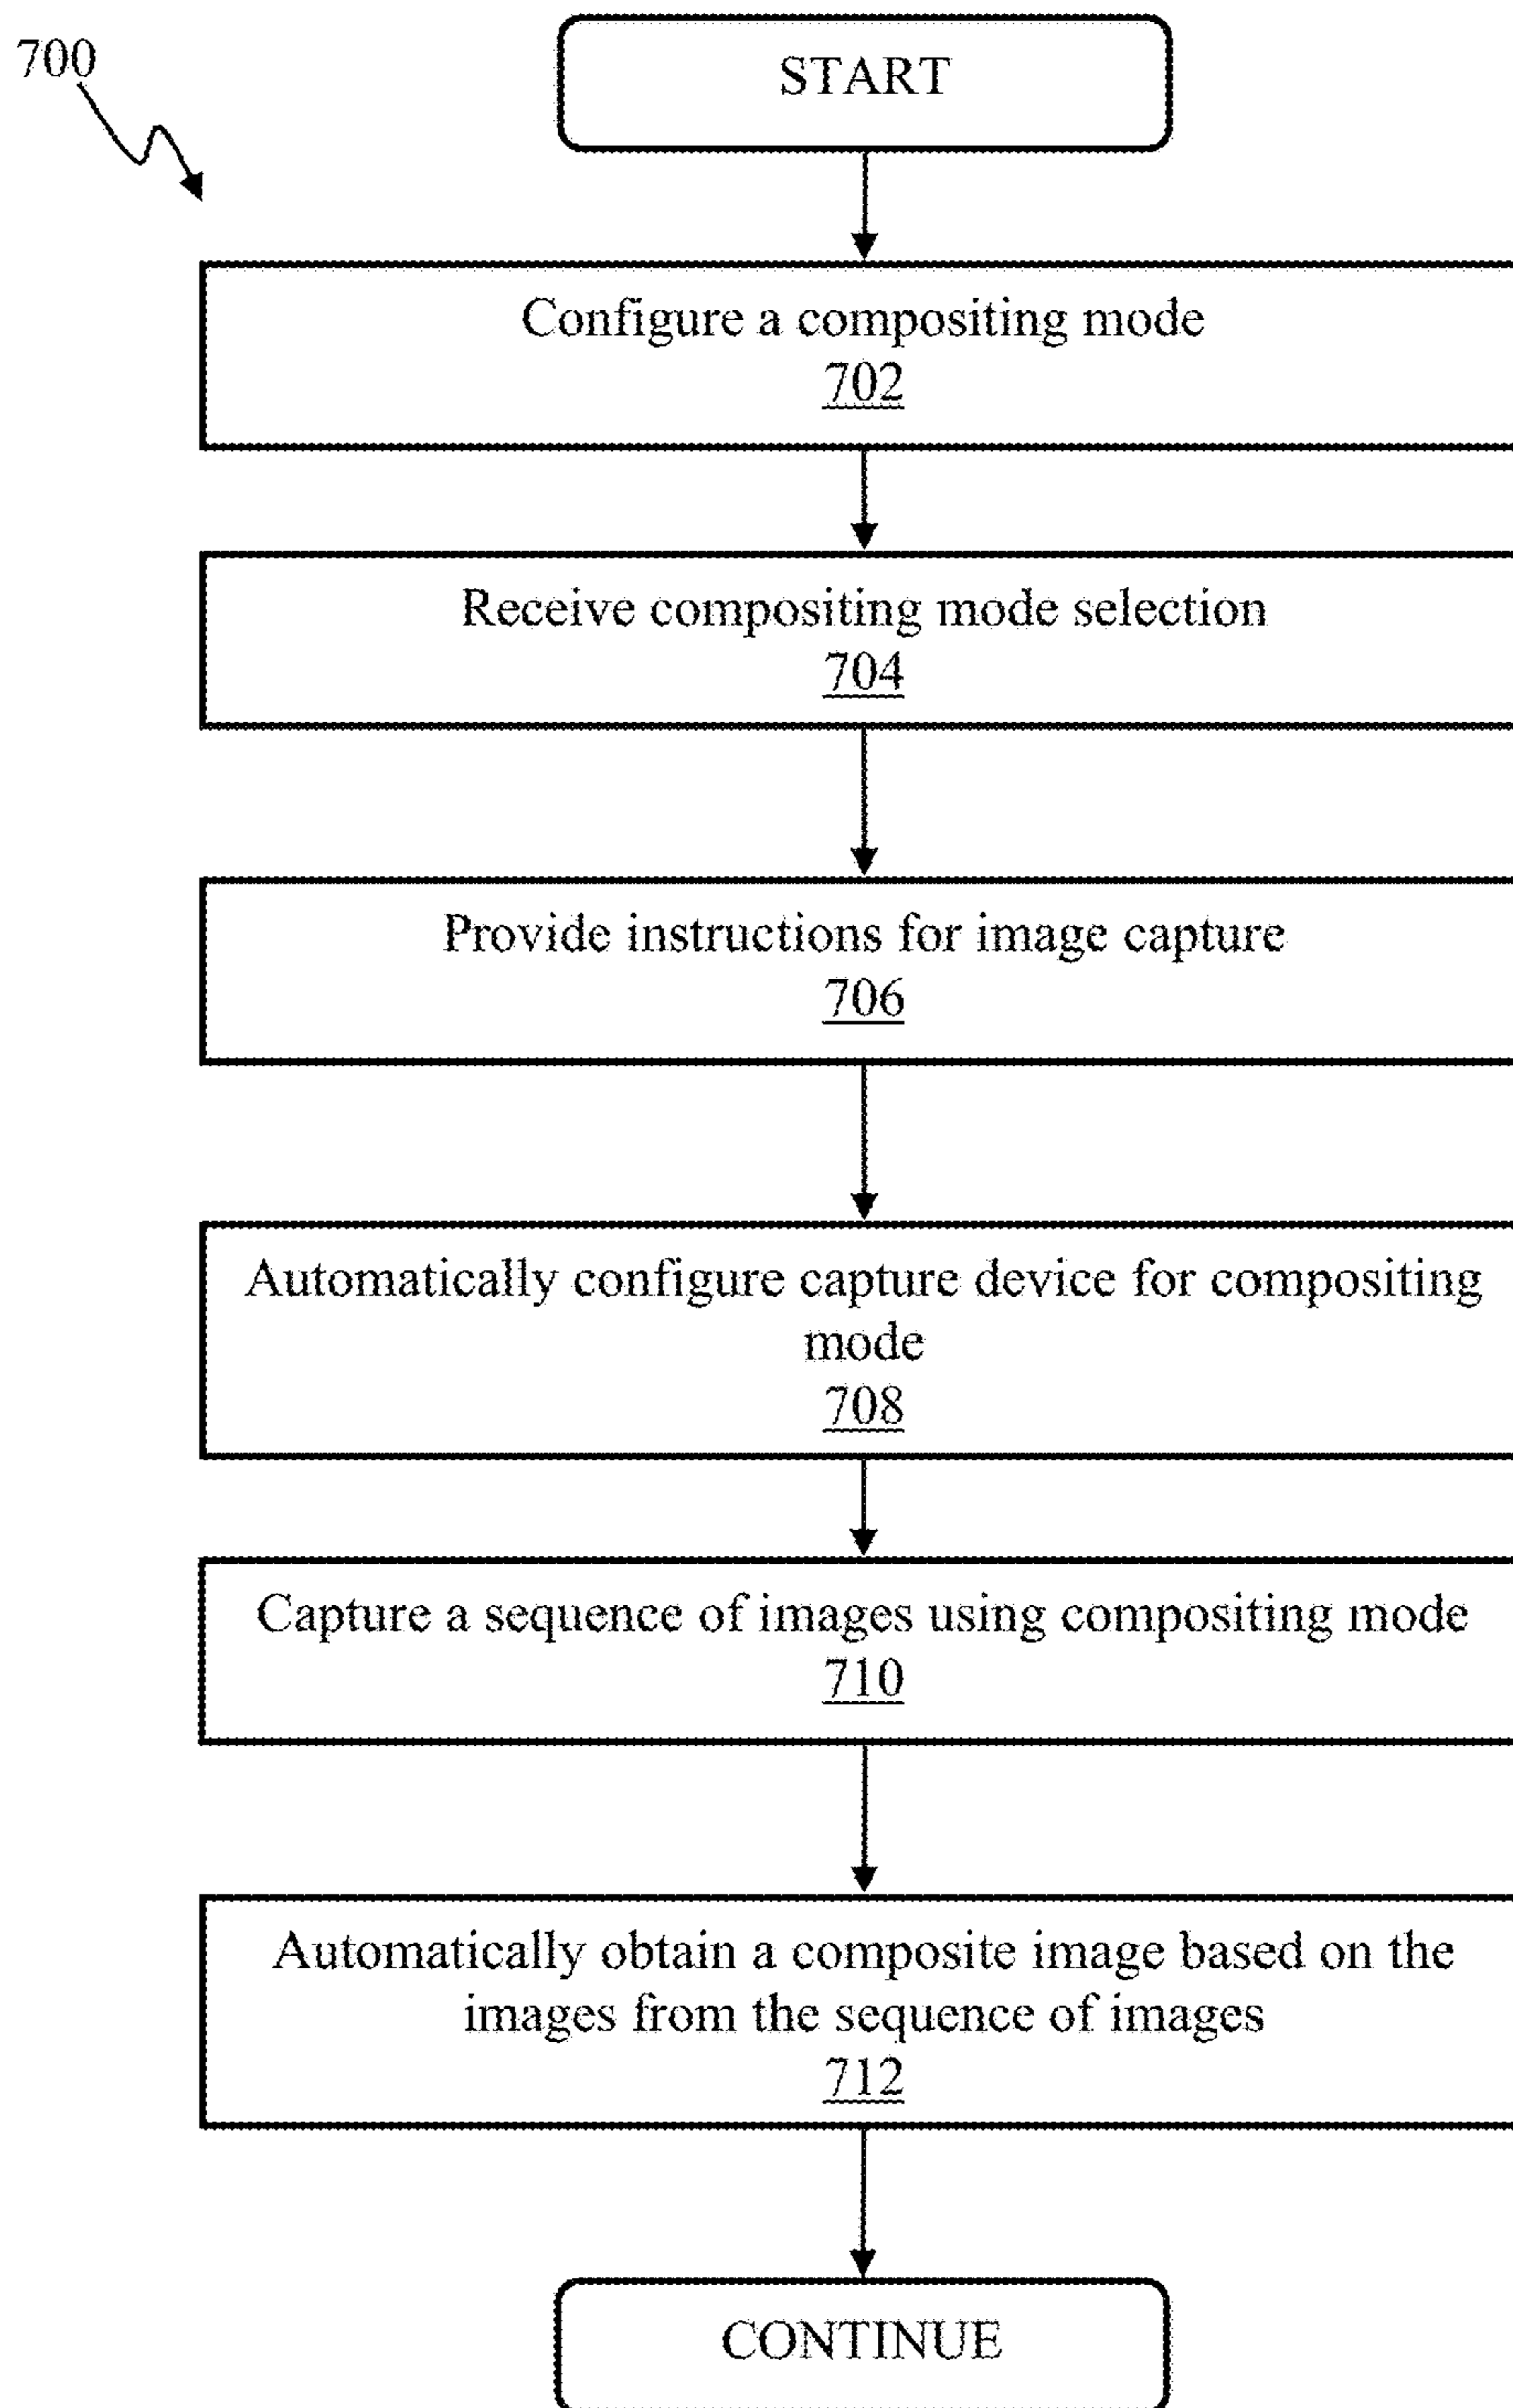 700
START
Configure a compositing mode
702
Receive compositing mode selection
704
Provide instructions for image capture
706
Automatically configure capture device for compositing
mode
708
Capture a sequence of images using compositing mode
710
Automatically obtain a composite image based on the
images from the sequence of images
712
CONTINUE